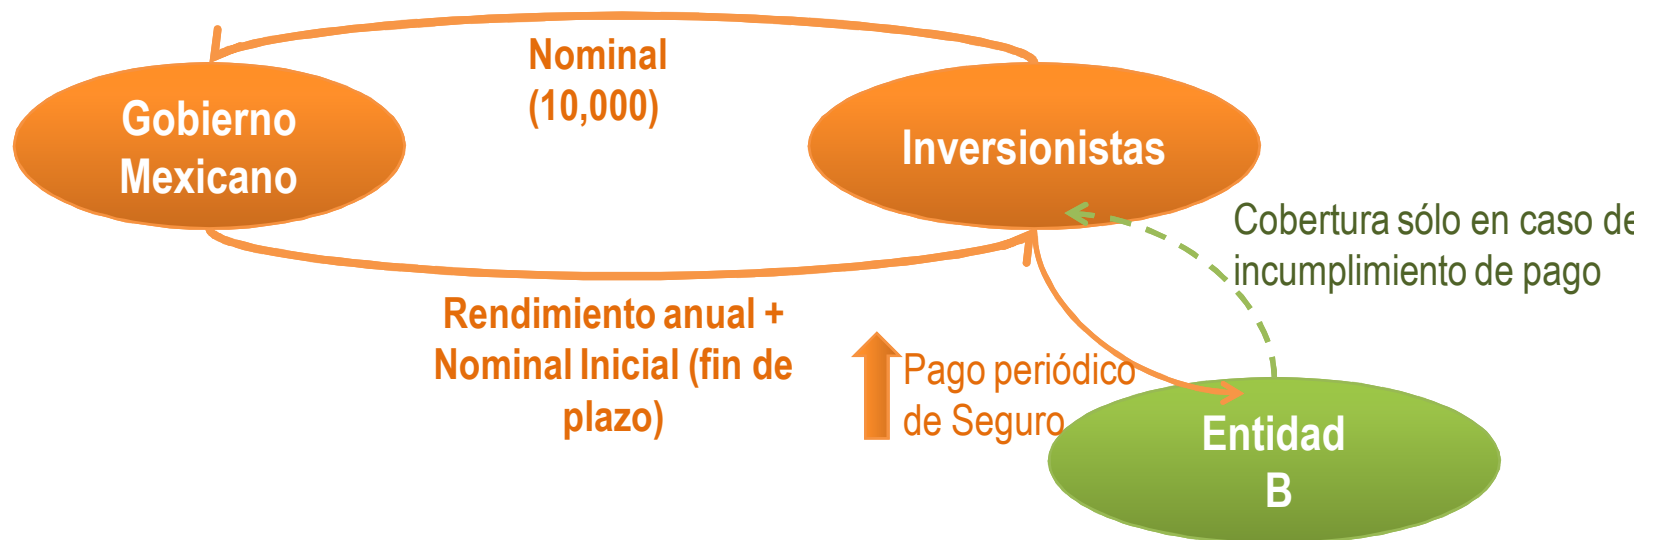 Nominal
(10,000)
Gobierno
Mexicano
Inversionistas
Cobertura sólo en caso de
incumplimiento de pago
Rendimiento anual +
Nominal Inicial (fin de
plazo)
Pago periódico
de Seguro
Entidad
B